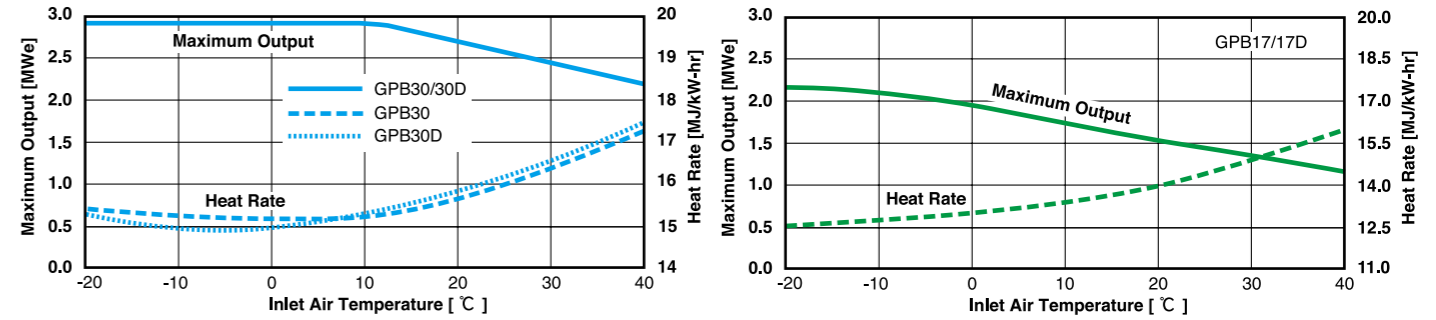 Maximum Output [MWe]
3.0
2.5
2.0
1.5
1.0
0.5
0.0
Maximum Output
GPB30/30D
GPB30
GPB30D
Heat Rate
20
19
18
17
16
15
14
Heat Rate [MJ/kW-hr]
-20 -10 0 10 20 30 40
Inlet Air Temperature [ ℃ ]
Maximum Output [MWe]
3.0
2.5
2.0
1.5
1.0
0.5
0.0
GPB17/17D
Maximum Output
Heat Rate
20.0
18.5
17.0
15.5
14.0
12.5
11.0
Heat Rate [MJ/kW-hr]
-20 -10 0 10 20 30 40
Inlet Air Temperature [ ℃ ]